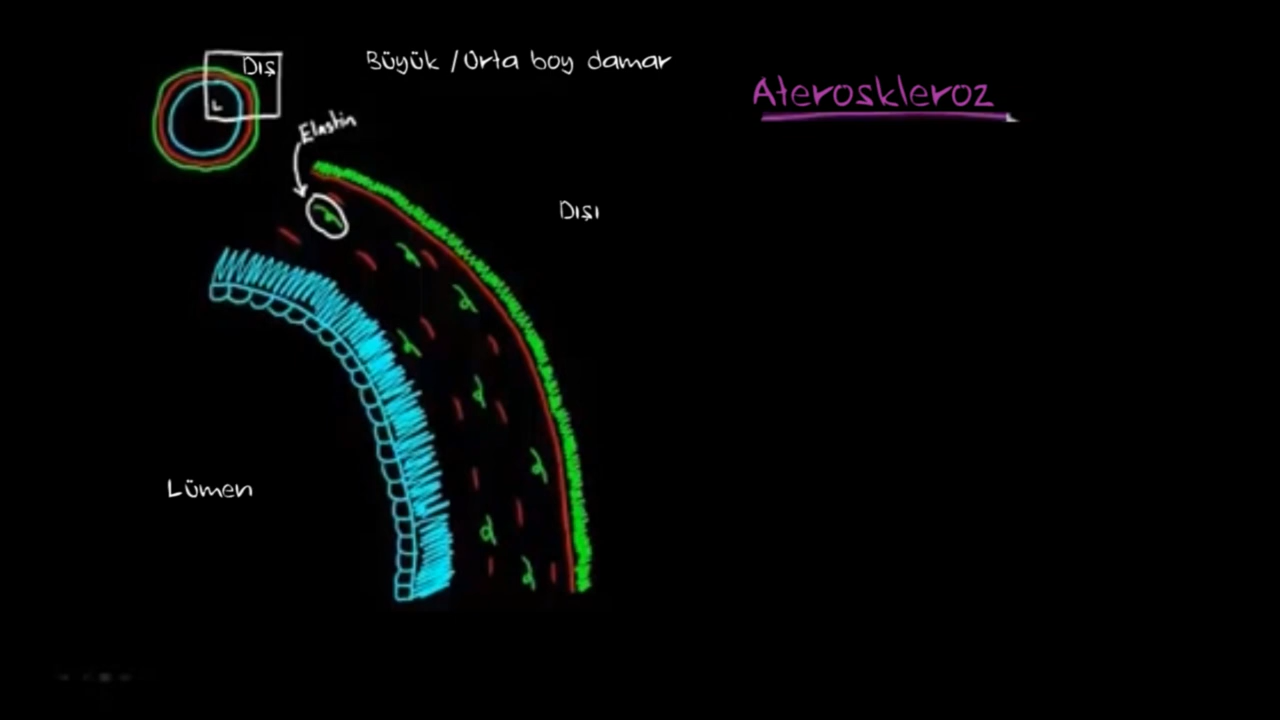 Dış
Büyük / Orta boy damar
Ateroskleroz
L
Elastin
Dışı
Lümen